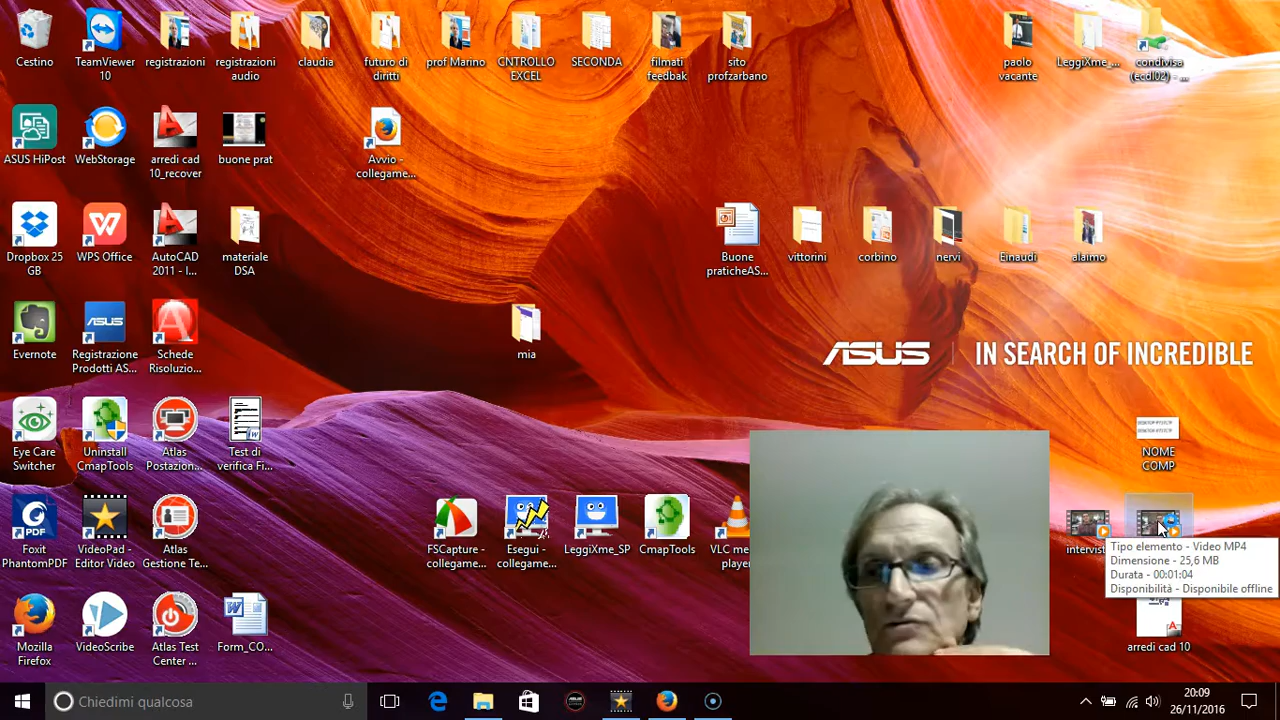 Cestino
TeamViewer
10
registrazioni
registrazioni
audio
claudia
futuro di
diritti
prof Marino
CNTROLLO
EXCEL
SECONDA
filmati
feedbak
sito
profzarbano
paolo
vacante
LeggiXme_...
condivisa
(ecdl02) - ...
ASUS HiPost
WebStorage
arredi cad
10_recover
buone prat
Avvio -
collegame...
Dropbox 25
GB
WPS Office
AutoCAD
2011 - I...
materiale
DSA
Buone
praticheAS...
vittorini
corbino
nervi
Einaudi
alaimo
Evernote
Registrazione
Prodotti AS...
Schede
Risoluzio...
mia
ASUS
IN SEARCH OF INCREDIBLE
Eye Care
Switcher
Uninstall
CmapTools
Atlas
Postazion...
Test di
verifica Fi...
NOME
COMP
Foxit
PhantomPDF
VideoPad -
Editor Video
Atlas
Gestione Te...
FSCapture -
collegame...
Esegui -
collegame...
LeggiXme_SP
CmapTools
VLC me
player
intervist
Tipo elemento - Video MP4
Dimensione - 25,6 MB
Durata - 00:01:04
Disponibilità - Disponibile offline
Mozilla
Firefox
VideoScribe
Atlas Test
Center ...
Form_CO...
arredi cad 10
Chiedimi qualcosa
20:09
26/11/2016